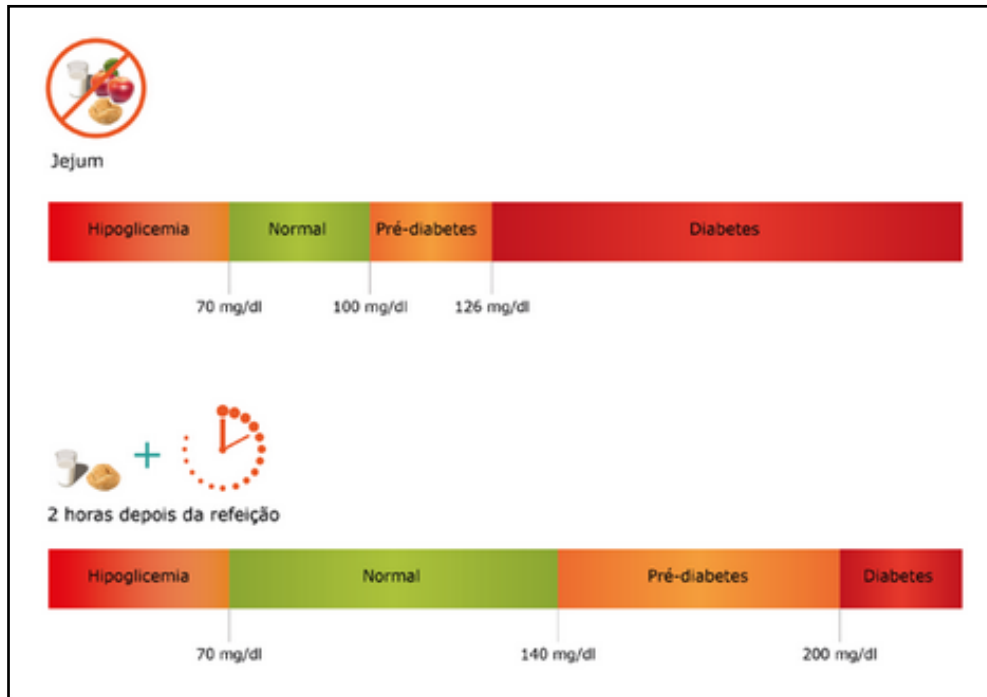 Jejum
Hipoglicemia Normal Pré-diabetes Diabetes
70 mg/dl 100 mg/dl 126 mg/dl
+
2 horas depois da refeição
Hipoglicemia Normal Pré-diabetes Diabetes
70 mg/dl 140 mg/dl 200 mg/dl